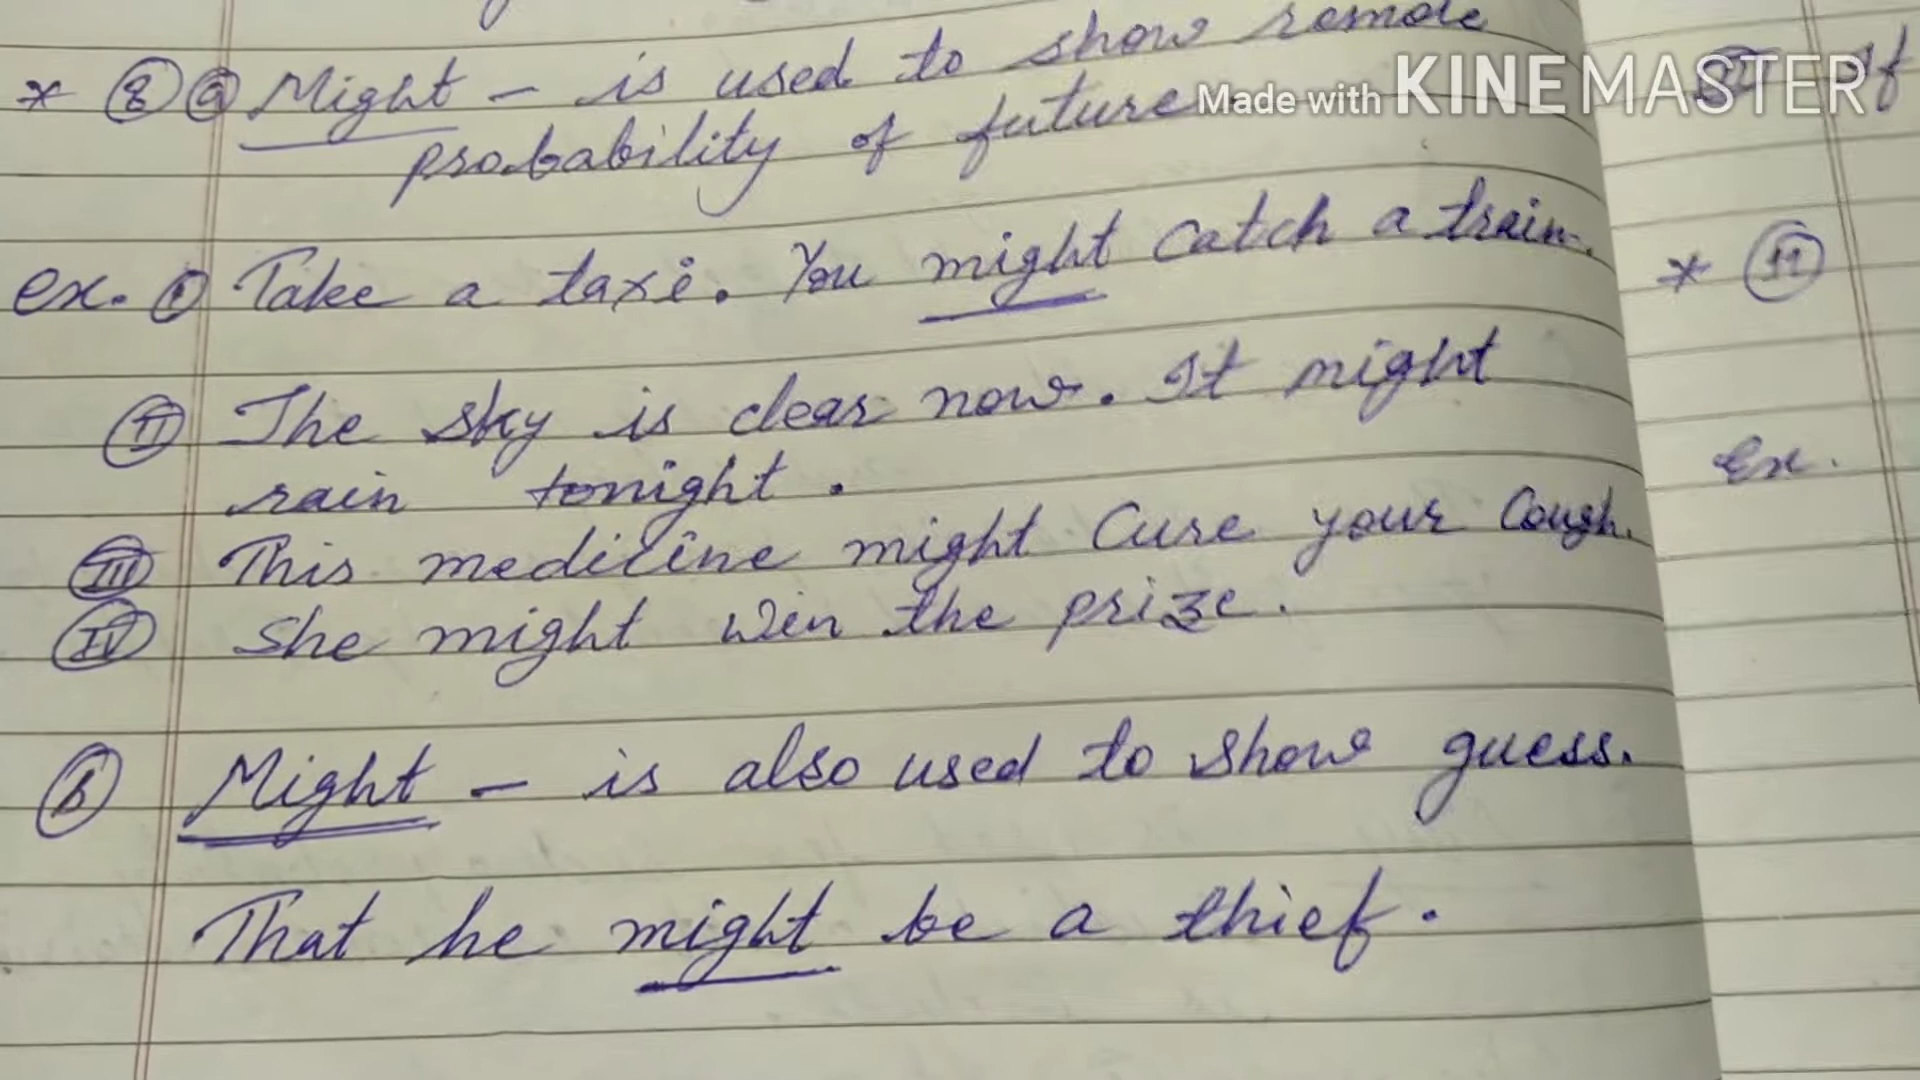 * 8 a Might - is used to show remote
probability of future
Made with KINEMASTER
III If
ex. I Take a taxi. You might catch a train.
* 11
II The sky is clear now. It might
rain tonight.
Ex.
III This medicine might Cure your Cough.
IV She might win the prize.
b Might - is also used to show guess.
That he might be a thief.